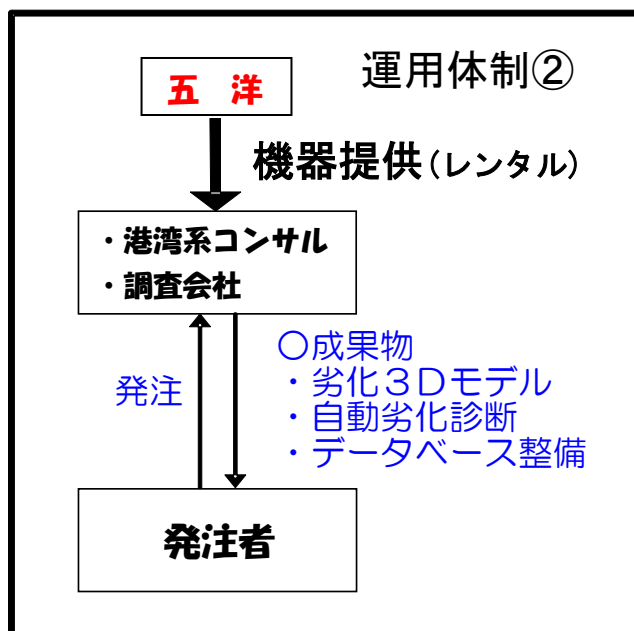 運用体制②
五 洋
機器提供(レンタル)
・港湾系コンサル
・調査会社
発注
○成果物
・劣化3Dモデル
・自動劣化診断
・データベース整備
発注者